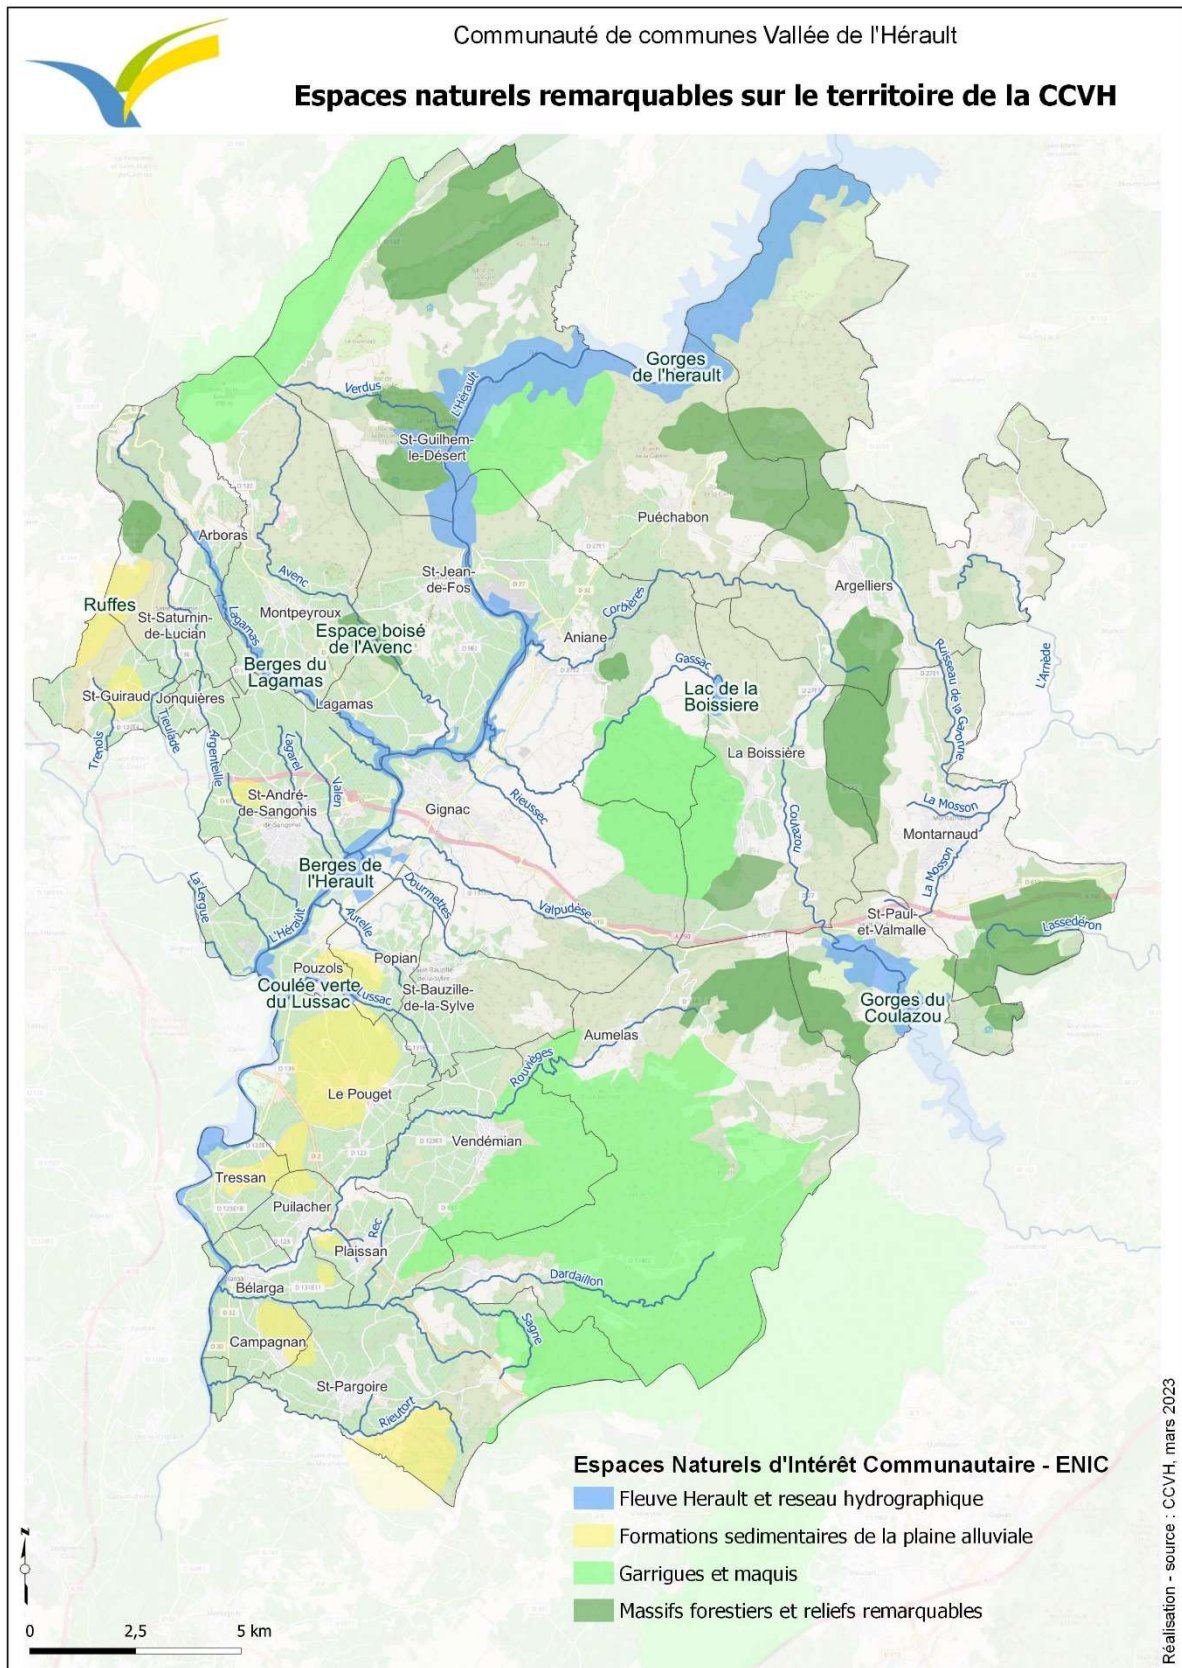 Communauté de communes Vallée de l'Hérault
Espaces naturels remarquables sur le territoire de la CCVH
Gorges
de l'herault
Verdus
L'Hérault
St-Guilhem-
le-Désert
Puéchabon
Arboras
Avenc
St-Jean-
de-Fos
Argelliers
Ruffes
St-Saturnin-
de-Lucian
Lagamas
Montpeyroux
Espace boisé
de l'Avenc
Aniane
Corbières
Gassac
Ruisseau de la Garonne
L'Arnède
Berges du
Lagamas
Lac de la
Boissiere
St-Guiraud
Jonquières
Lagamas
Trenols
Tieulade
Argenteille
Lagarel
Valen
La Boissière
St-André-
de-Sangonis
Gignac
Rieussec
Coulazou
La Mosson
Montarnaud
La Mosson
Berges de
l'Herault
La Lergue
L'Hérault
Dourmettes
Aurelle
Valpudèse
St-Paul-
et-Valmalle
Lassedéron
Pouzols
Popian
Coulée verte
du Lussac
Lussac
St-Bauzille-
de-la-Sylve
Gorges du
Coulazou
Aumelas
Rouvièges
Le Pouget
Vendémian
Tressan
Puilacher
Rec
Plaissan
Bélarga
Dardaillon
Sagne
Campagnan
St-Pargoire
Rieutort
Espaces Naturels d'Intérêt Communautaire - ENIC
Fleuve Herault et reseau hydrographique
Formations sedimentaires de la plaine alluviale
Garrigues et maquis
Massifs forestiers et reliefs remarquables
N
0 2,5 5 km
Réalisation - source : CCVH, mars 2023